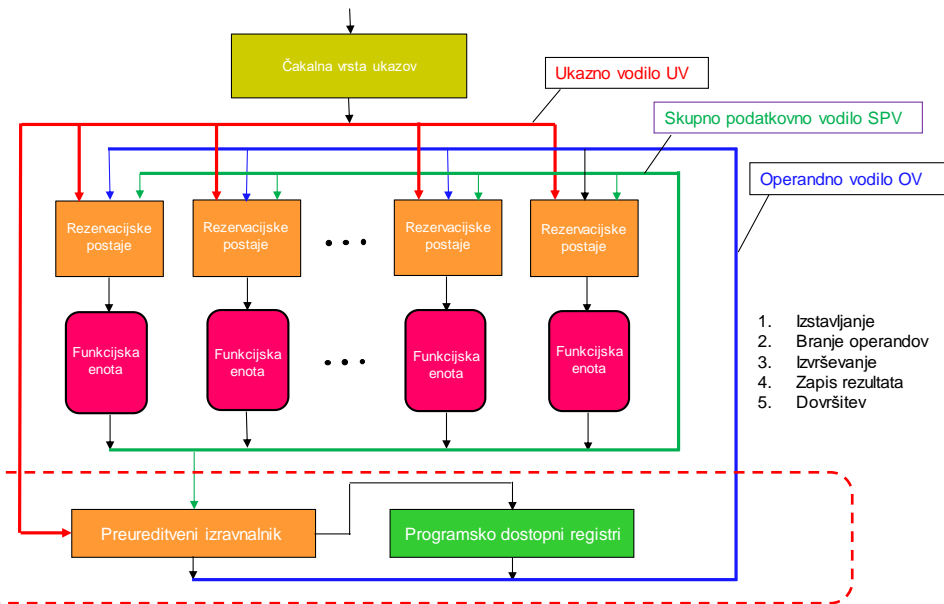 Čakalna vrsta ukazov
Ukazno vodilo UV
Skupno podatkovno vodilo SPV
Operandno vodilo OV
Rezervacijske
postaje
Rezervacijske
postaje
Rezervacijske
postaje
Rezervacijske
postaje
Funkcijska
enota
Funkcijska
enota
Funkcijska
enota
Funkcijska
enota
1. Izstavljanje
2. Branje operandov
3. Izvrševanje
4. Zapis rezultata
5. Dovršitev
Preureditveni izravnalnik
Programsko dostopni registri